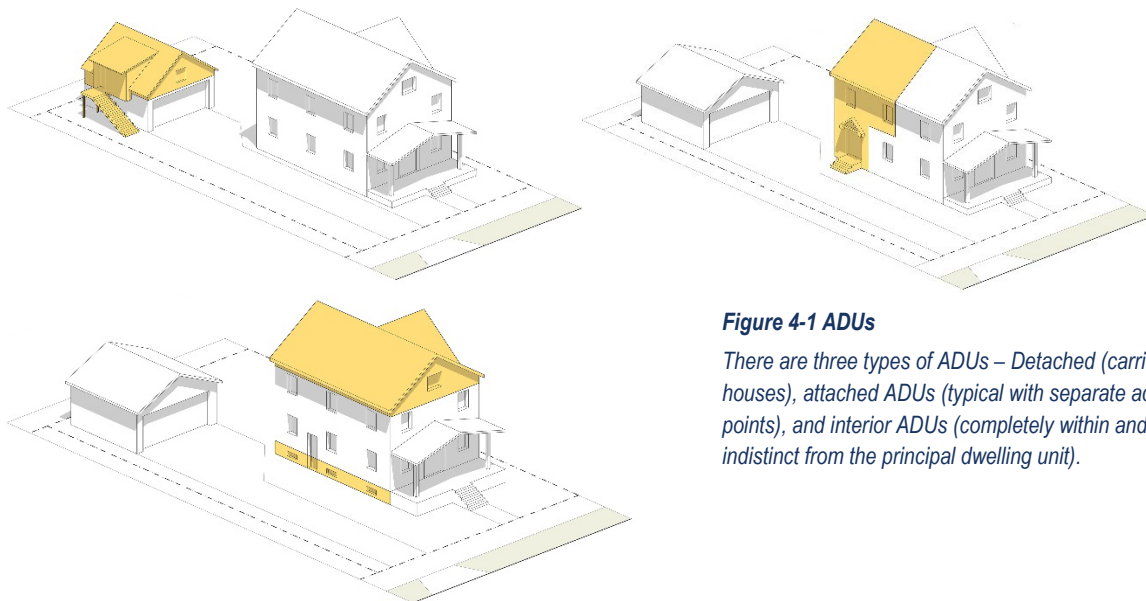 Figure 4-1 ADUs
There are three types of ADUs – Detached (carri
houses), attached ADUs (typical with separate ac
points), and interior ADUs (completely within and
indistinct from the principal dwelling unit).